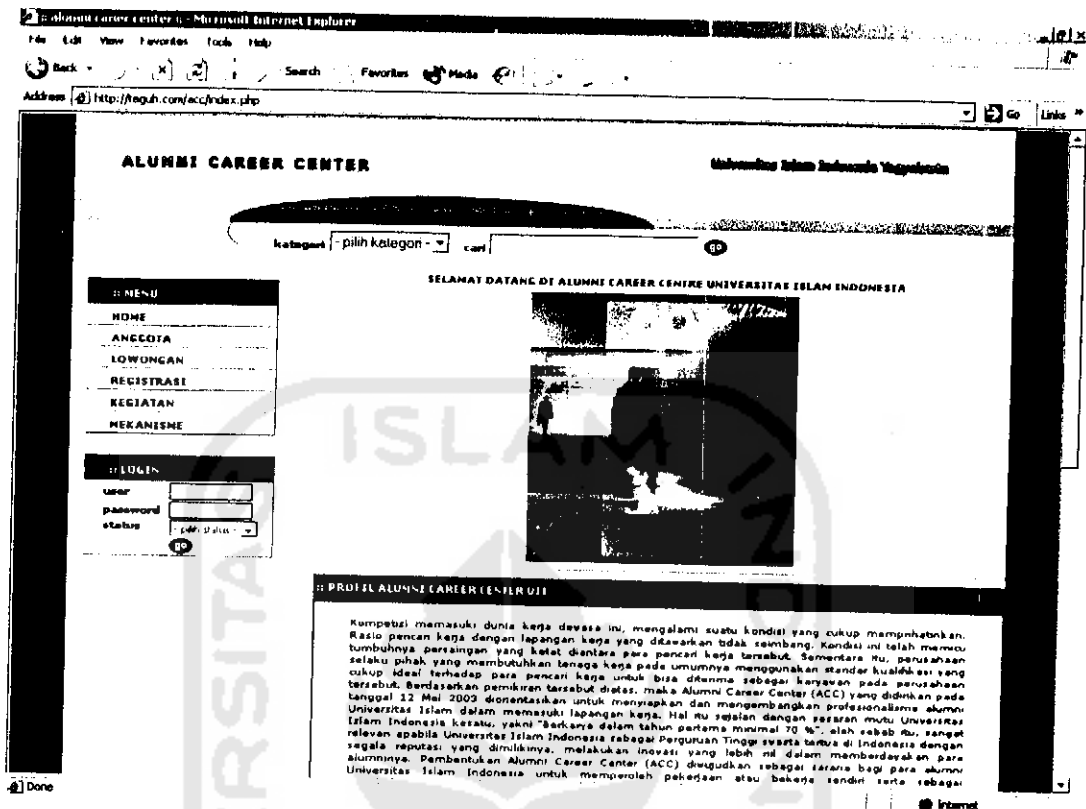 :: alumni career center :: - Microsoft Internet Explorer
File Edit View Favorites Tools Help
Back Search Favorites Media
Address http://teguh.com/acc/index.php Go Links »
ALUMNI CAREER CENTER
Universitas Islam Indonesia Yogyakarta
kategori - pilih kategori - cari go
SELAMAT DATANG DI ALUMNI CAREER CENTRE UNIVERSITAS ISLAM INDONESIA
:: MENU
HOME
ANGGOTA
LOWONGAN
REGISTRASI
KEGIATAN
MEKANISME
:: LOGIN
user
password
status - pilih status -
go
:: PROFIL ALUMNI CAREER CENTER UII
Kompetisi memasuki dunia kerja dewasa ini, mengalami suatu kondisi yang cukup memprihatinkan.
Rasio pencari kerja dengan lapangan kerja yang ditawarkan tidak seimbang. Kondisi ini telah memicu
tumbuhnya persaingan yang ketat diantara para pencari kerja tersebut. Sementara itu, perusahaan
selaku pihak yang membutuhkan tenaga kerja pada umumnya menggunakan standar kualifikasi yang
cukup ideal terhadap para pencari kerja untuk bisa diterima sebagai karyawan pada perusahaan
tersebut. Berdasarkan pemikiran tersebut diatas, maka Alumni Career Center (ACC) yang didirikan pada
tanggal 12 Mei 2003 diorientasikan untuk menyiapkan dan mengembangkan profesionalisme alumni
Universitas Islam dalam memasuki lapangan kerja. Hal itu sejalan dengan sasaran mutu Universitas
Islam Indonesia kesatu, yakni "Berkarya dalam tahun pertama minimal 70 %", oleh sebab itu, sangat
relevan apabila Universitas Islam Indonesia sebagai Perguruan Tinggi swasta tertua di Indonesia dengan
segala reputasi yang dimilikinya, melakukan inovasi yang lebih riil dalam memberdayakan para
alumninya. Pembentukan Alumni Career Center (ACC) diwujudkan sebagai sarana bagi para alumni
Universitas Islam Indonesia untuk memperoleh pekerjaan atau bekerja sendiri serta sebagai
Done Internet
ISLAM